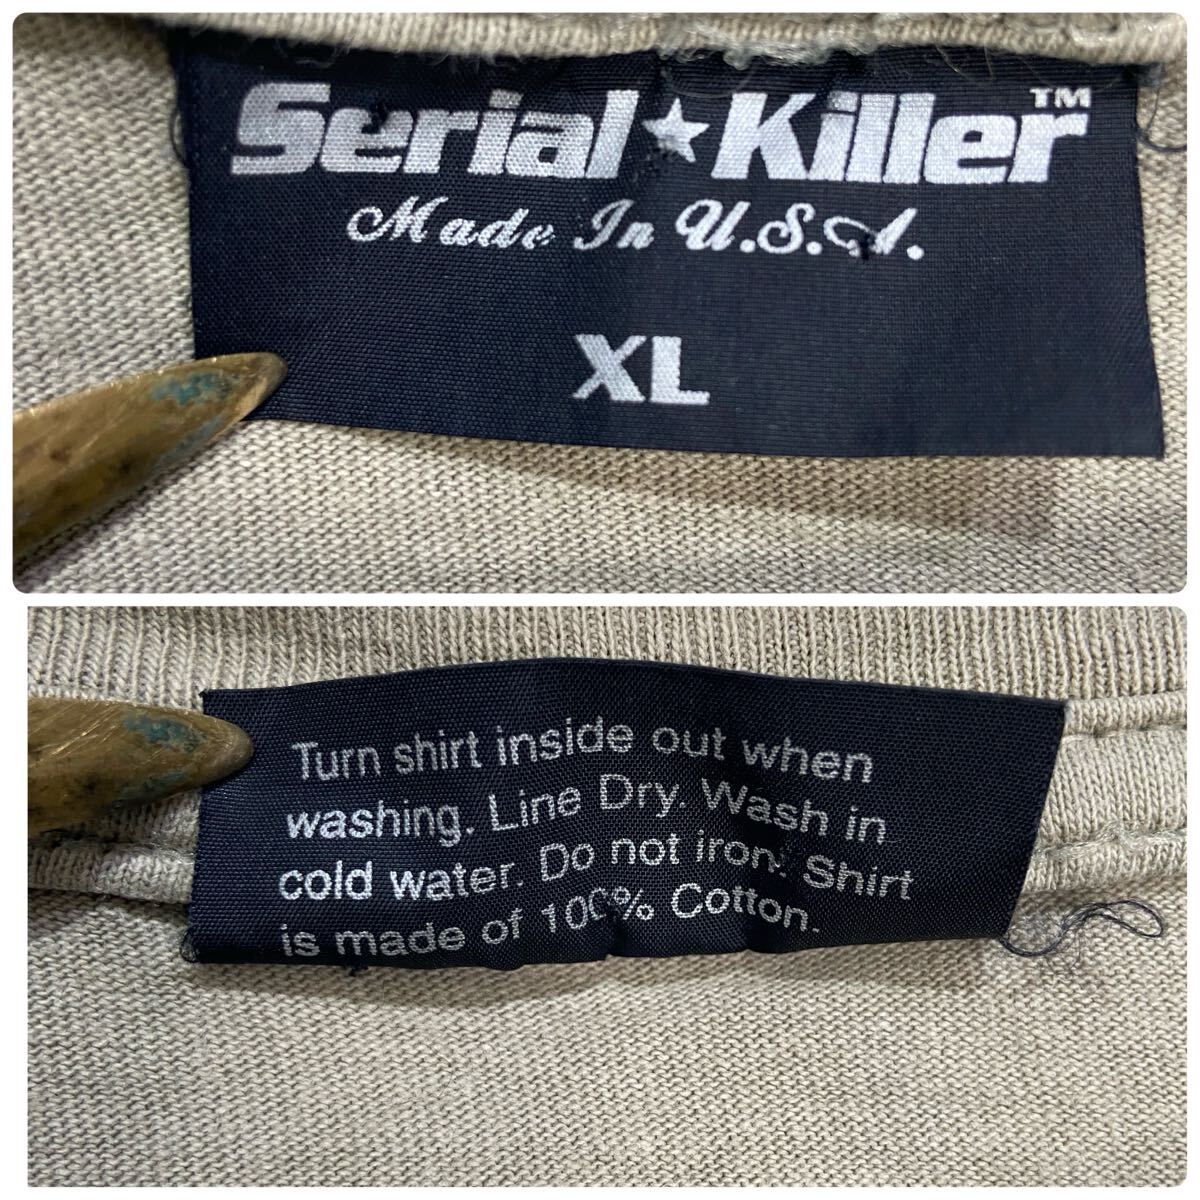 Serial★Killer™
Made In U.S.A.
XL
Turn shirt inside out when
washing. Line Dry. Wash in
cold water. Do not iron. Shirt
is made of 100% Cotton.